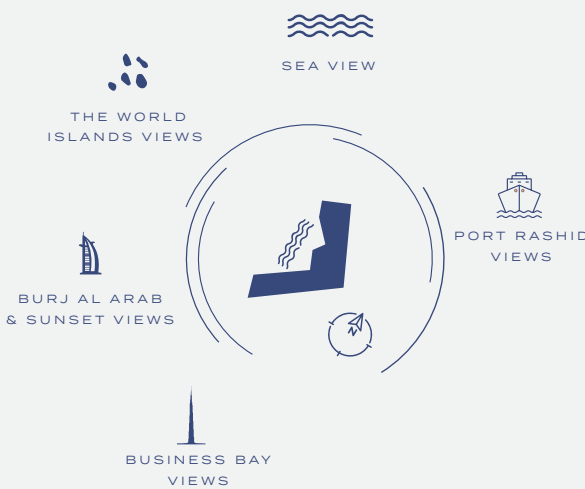 SEA VIEW
THE WORLD
ISLANDS VIEWS
PORT RASHID
VIEWS
BURJ AL ARAB
& SUNSET VIEWS
BUSINESS BAY
VIEWS